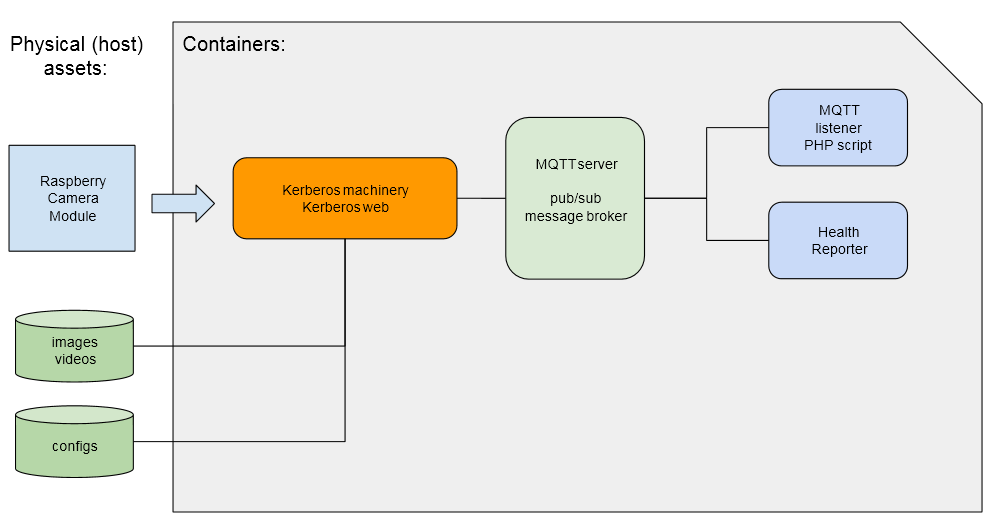 Physical (host)
assets:
Containers:
Raspberry
Camera
Module
Kerberos machinery
Kerberos web
MQTT server
pub/sub
message broker
MQTT
listener
PHP script
Health
Reporter
images
videos
configs